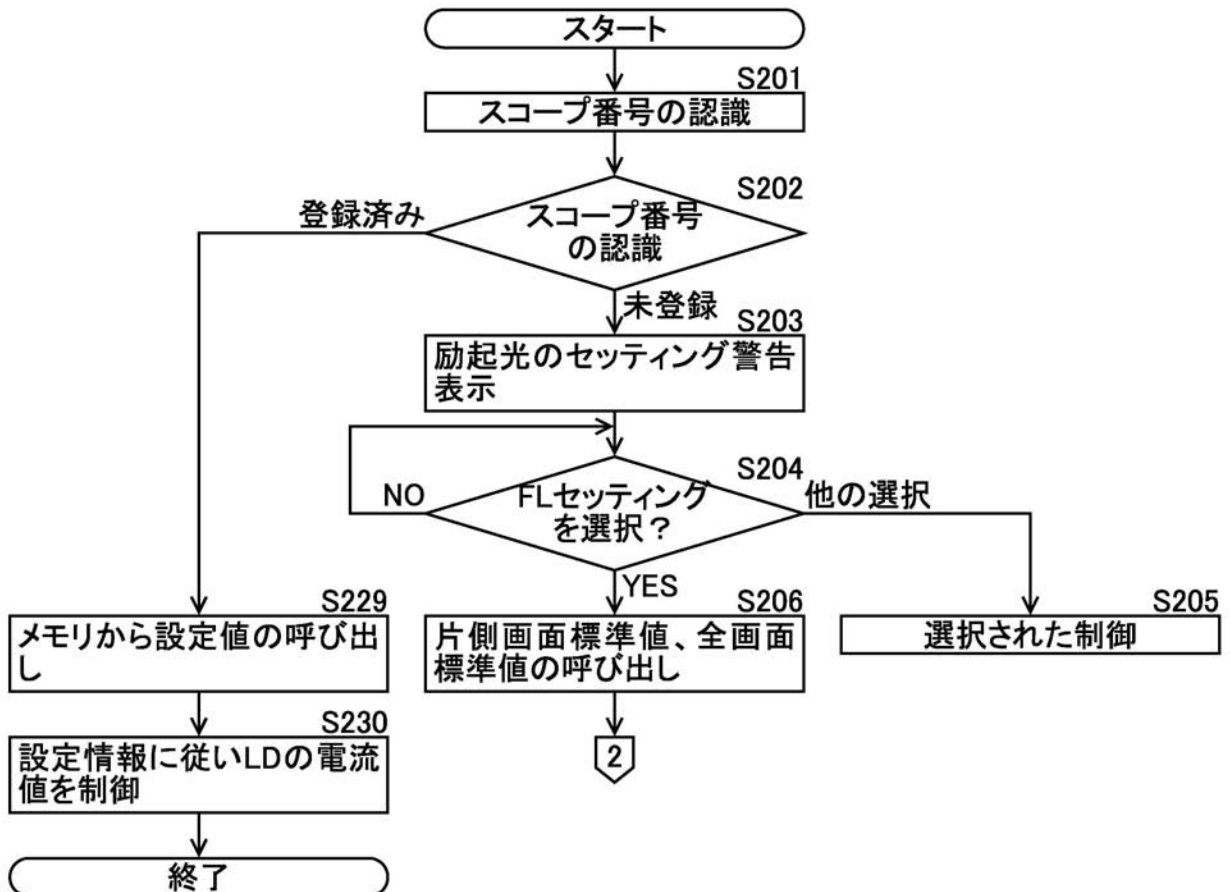 スタート
S201
スコープ番号の認識
S202
スコープ番号
の認識
登録済み
未登録
S203
励起光のセッティング警告
表示
S204
FLセッティング
を選択？
NO
他の選択
YES
S229
メモリから設定値の呼び出
し
S206
片側画面標準値、全画面
標準値の呼び出し
S205
選択された制御
S230
設定情報に従いLDの電流
値を制御
2
終了